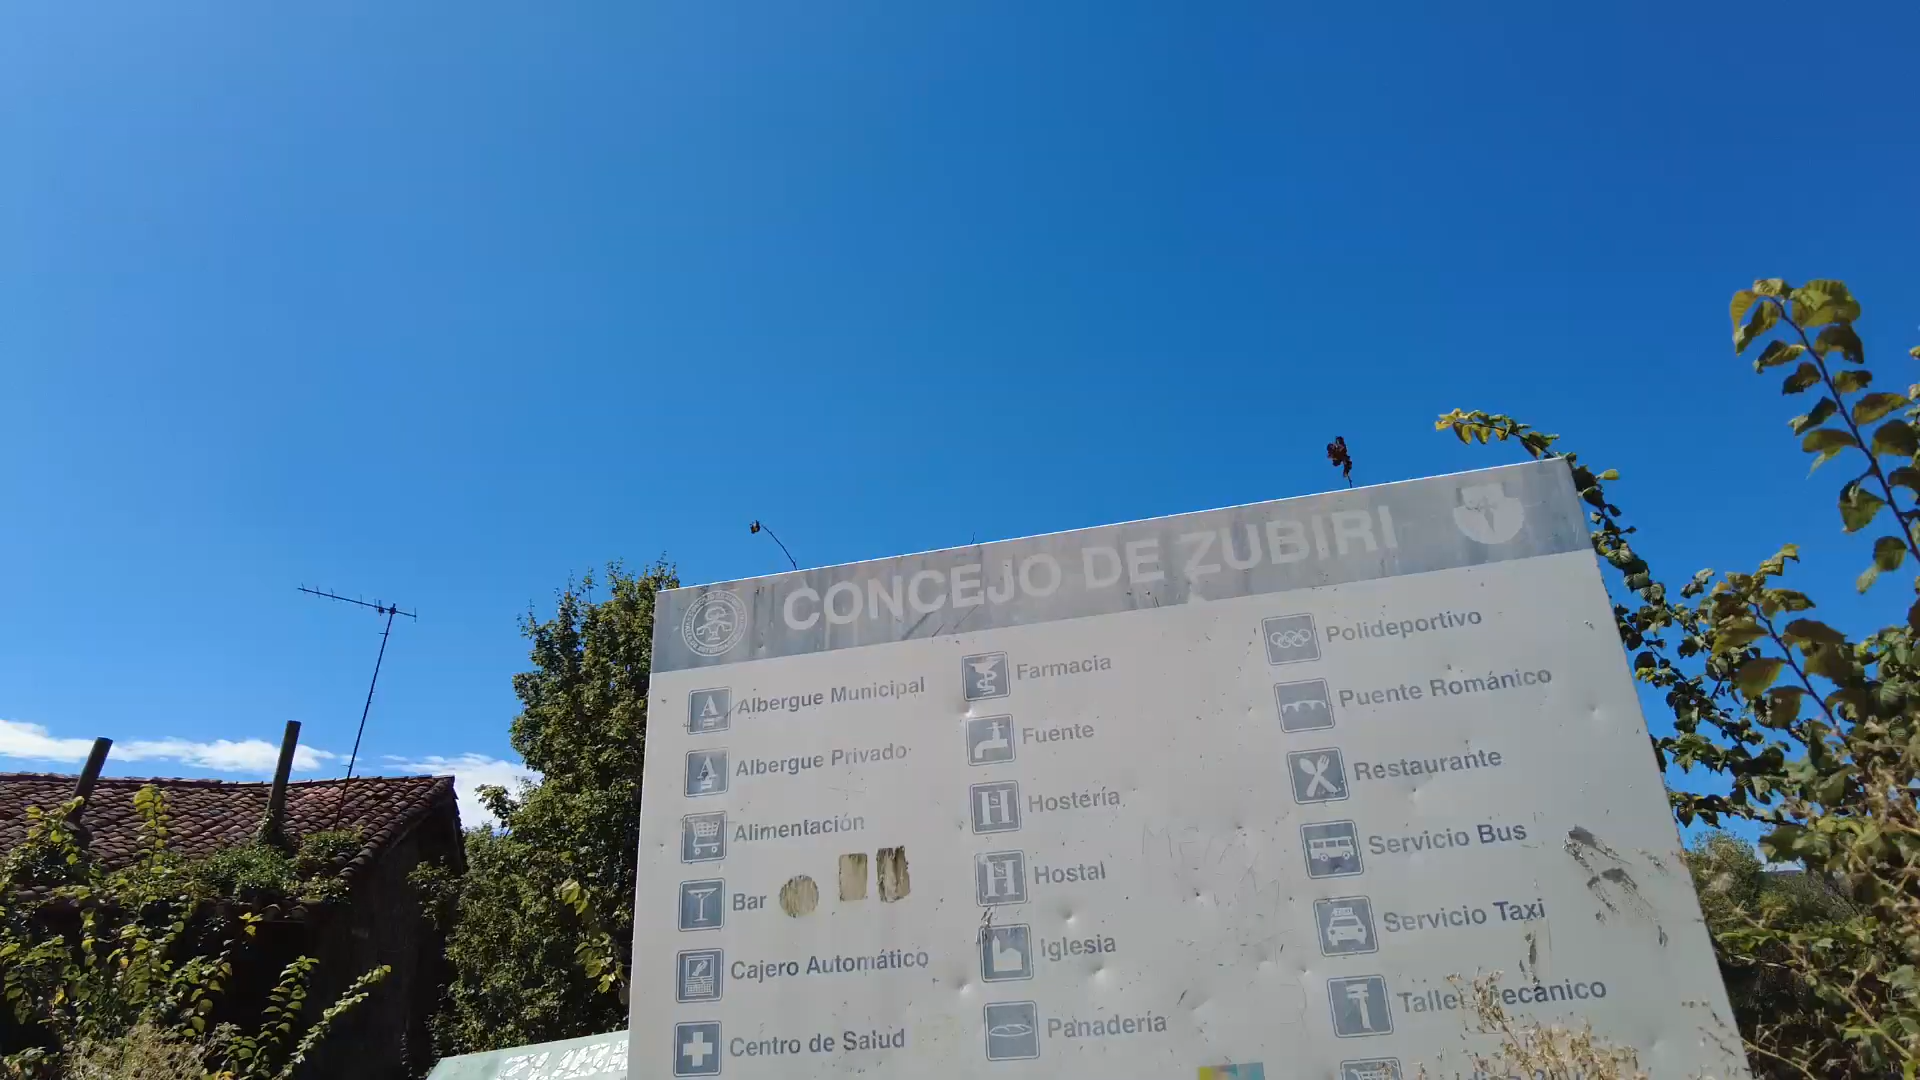 CONCEJO DE ZUBIRI
Albergue Municipal
Albergue Privado
Alimentación
Bar
Cajero Automático
Centro de Salud
Farmacia
Fuente
Hostería
Hostal
Iglesia
Panadería
Polideportivo
Puente Románico
Restaurante
Servicio Bus
Servicio Taxi
Taller Mecánico